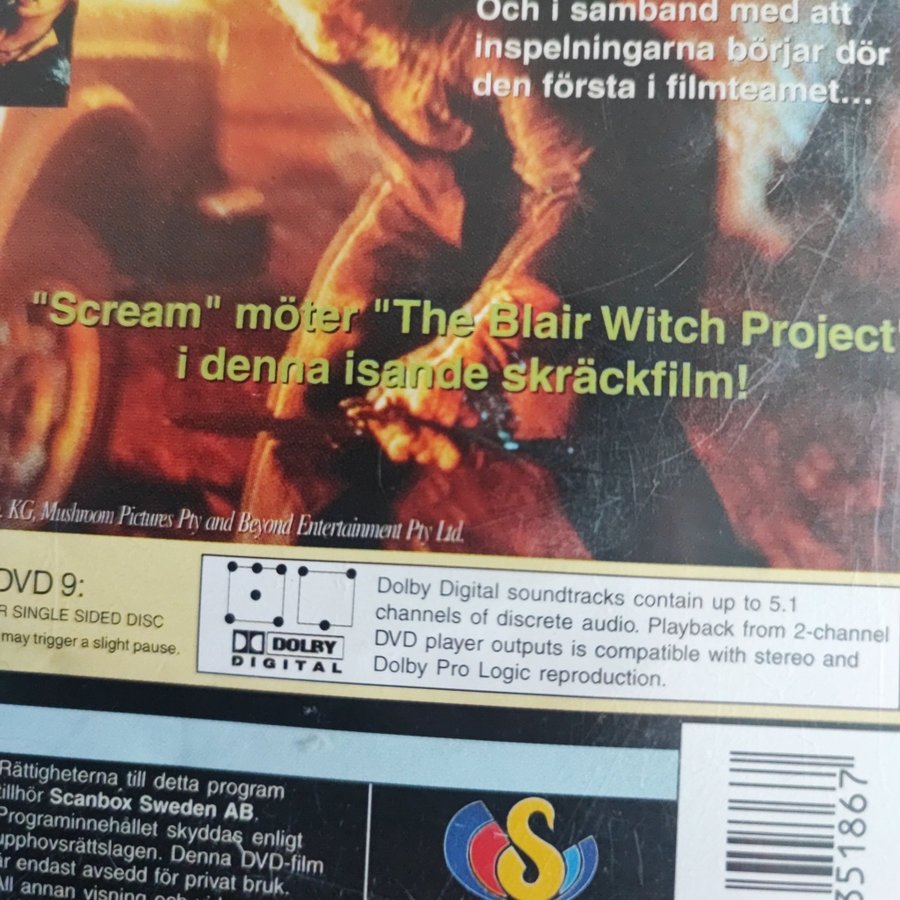 Och i samband med att
inspelningarna börjar dör
den första i filmteamet...
"Scream" möter "The Blair Witch Project"
i denna isande skräckfilm!
KG, Mushroom Pictures Pty and Beyond Entertainment Pty Ltd.
DVD 9:
SINGLE SIDED DISC
may trigger a slight pause.
DOLBY
DIGITAL
Dolby Digital soundtracks contain up to 5.1
channels of discrete audio. Playback from 2-channel
DVD player outputs is compatible with stereo and
Dolby Pro Logic reproduction.
Rättigheterna till detta program
tillhör Scanbox Sweden AB.
Programinnehållet skyddas enligt
upphovsrättslagen. Denna DVD-film
är endast avsedd för privat bruk.
All annan visning och
S
351867